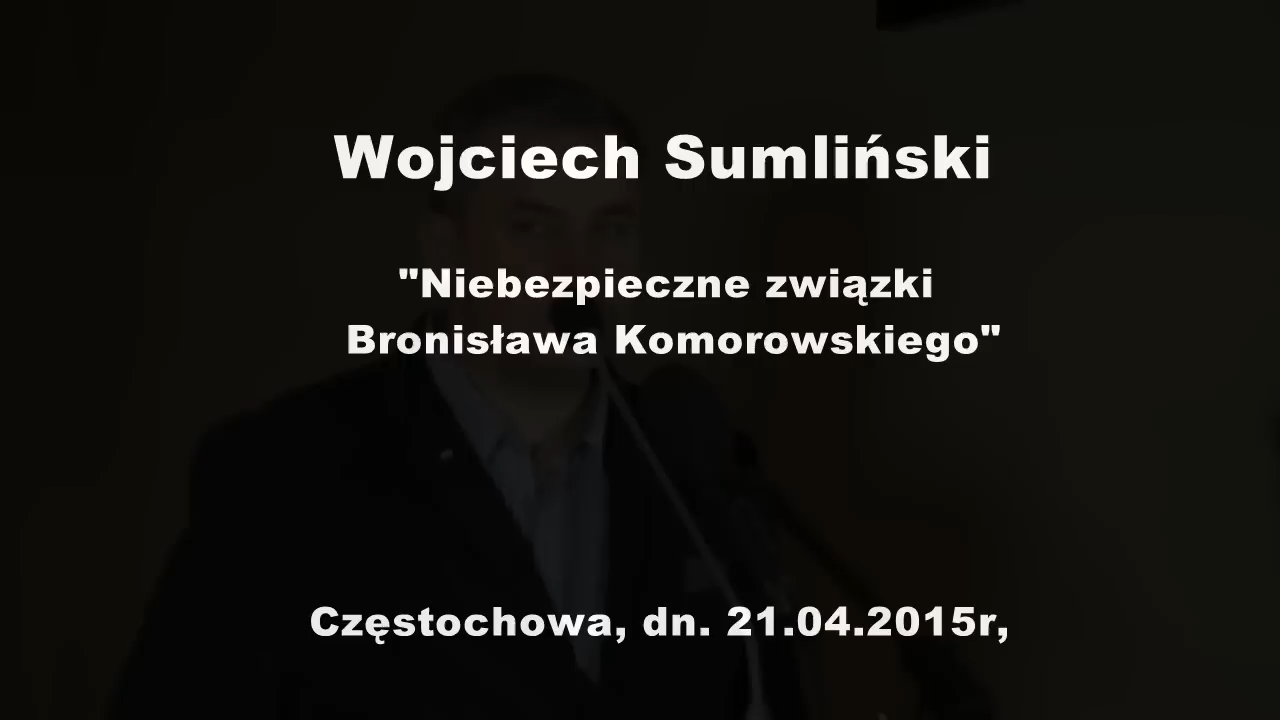 Wojciech Sumliński
"Niebezpieczne związki
Bronisława Komorowskiego"
Częstochowa, dn. 21.04.2015r,